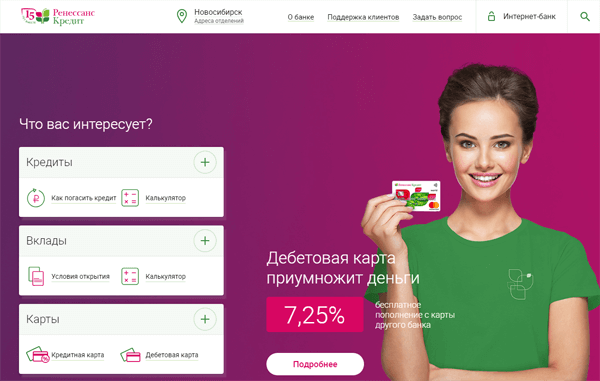 15 Ренессанс
Кредит
Новосибирск
Адреса отделений
О банке
Поддержка клиентов
Задать вопрос
Интернет-банк
Что вас интересует?
Кредиты
Как погасить кредит
Калькулятор
Вклады
Условия открытия
Калькулятор
Карты
Кредитная карта
Дебетовая карта
Дебетовая карта
приумножит деньги
7,25%
бесплатное
пополнение с карты
другого банка
Подробнее